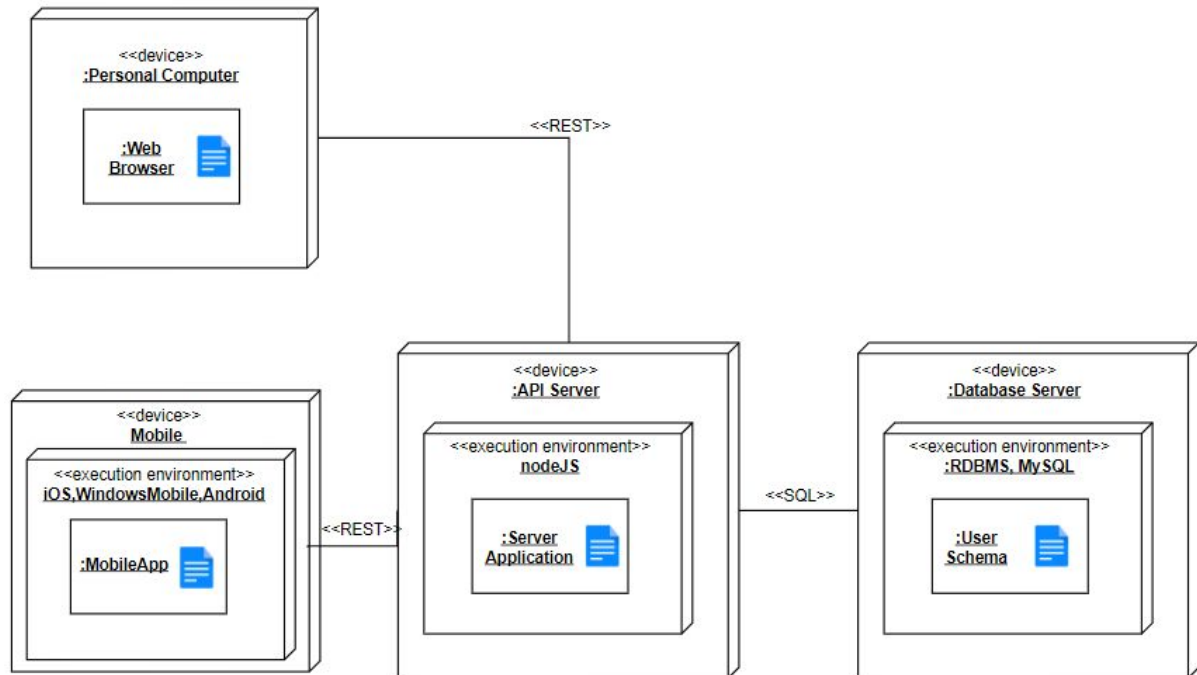 <<device>>
:Personal Computer
:Web
Browser
<<REST>>
<<device>>
Mobile
<<execution environment>>
iOS,WindowsMobile,Android
:MobileApp
<<REST>>
<<device>>
:API Server
<<execution environment>>
nodeJS
:Server
Application
<<SQL>>
<<device>>
:Database Server
<<execution environment>>
:RDBMS, MySQL
:User
Schema